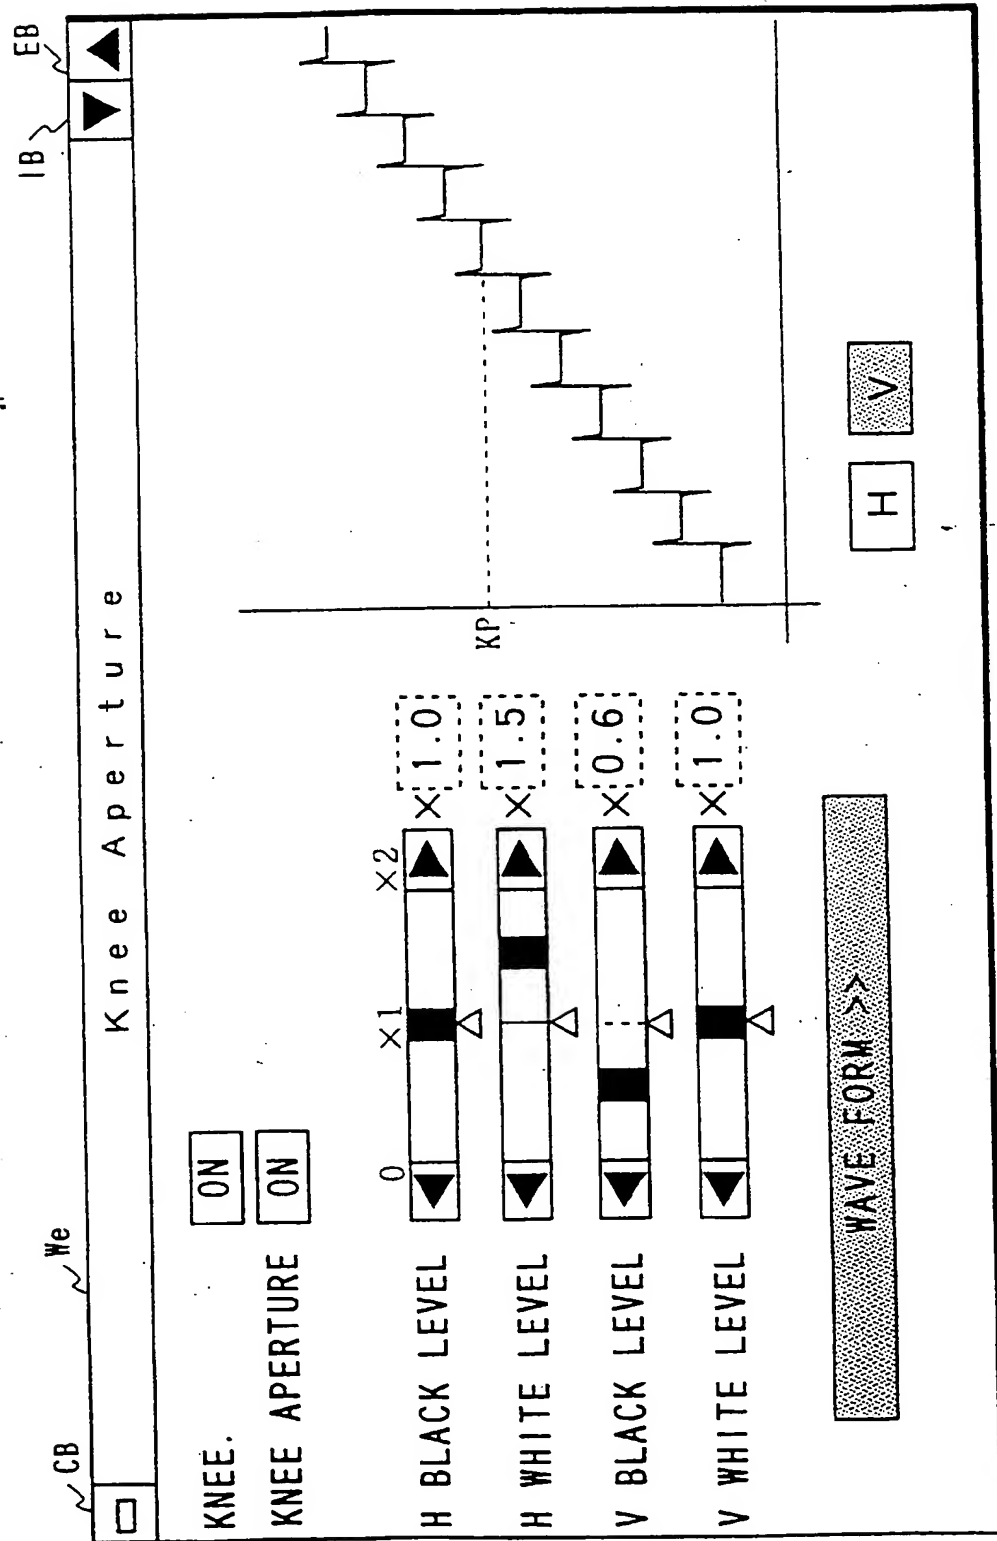 CB We IB EB
Knee Aperture
KNEE. ON
KNEE APERTURE ON
0 ×1 ×2
H BLACK LEVEL × 1.0
H WHITE LEVEL × 1.5
V BLACK LEVEL × 0.6
V WHITE LEVEL × 1.0
WAVE FORM >>
KP
H V